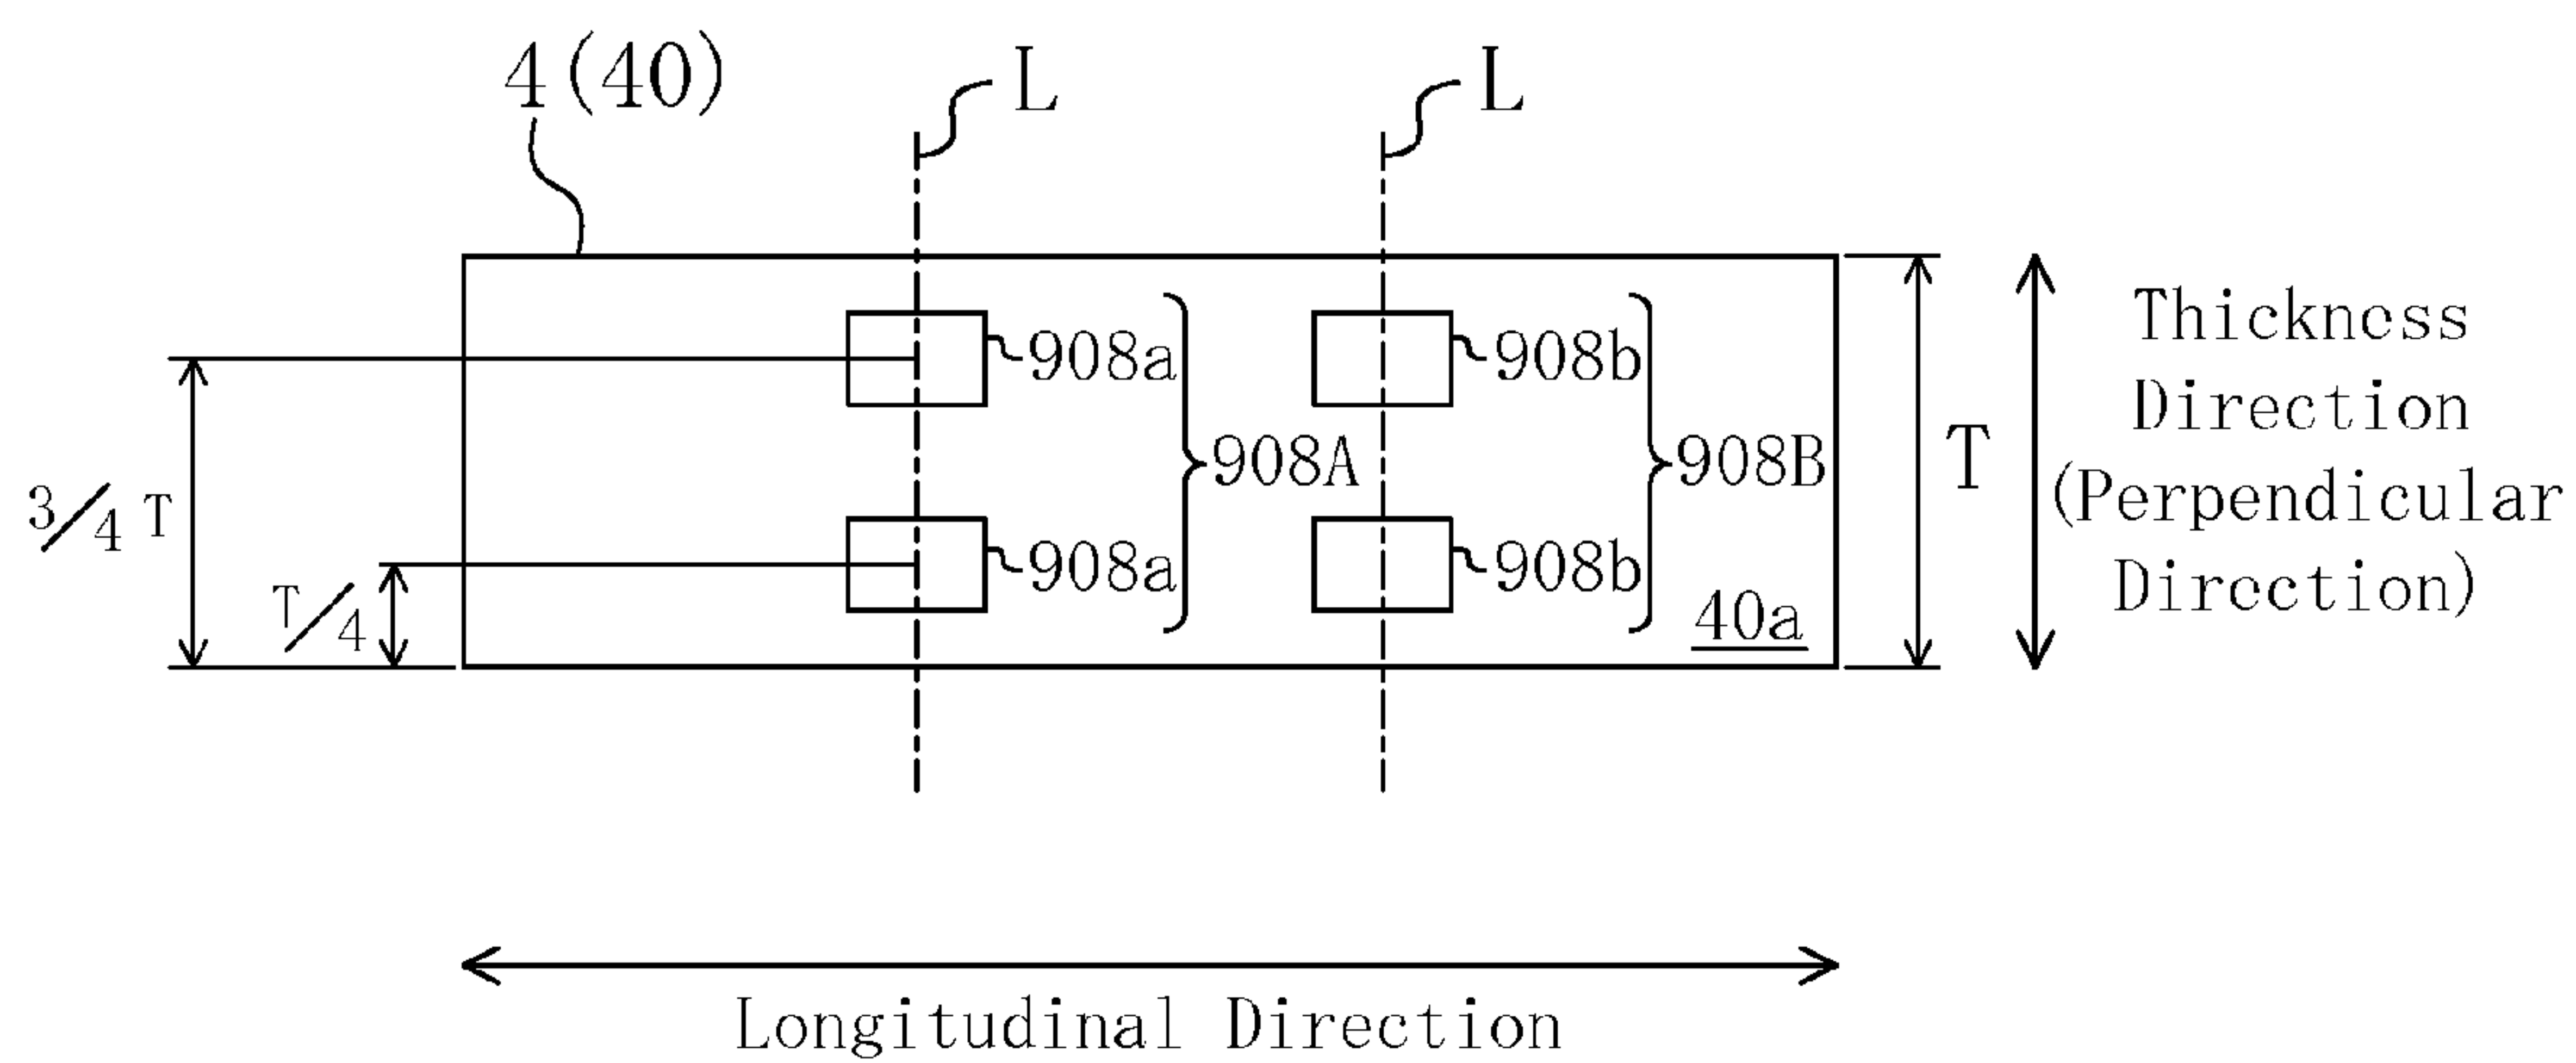 4(40)
L
L
908a
908b
Thickness
Direction
(Perpendicular
Direction)
908A
908B
T
3/4 T
T/4
908a
908b
40a
Longitudinal Direction